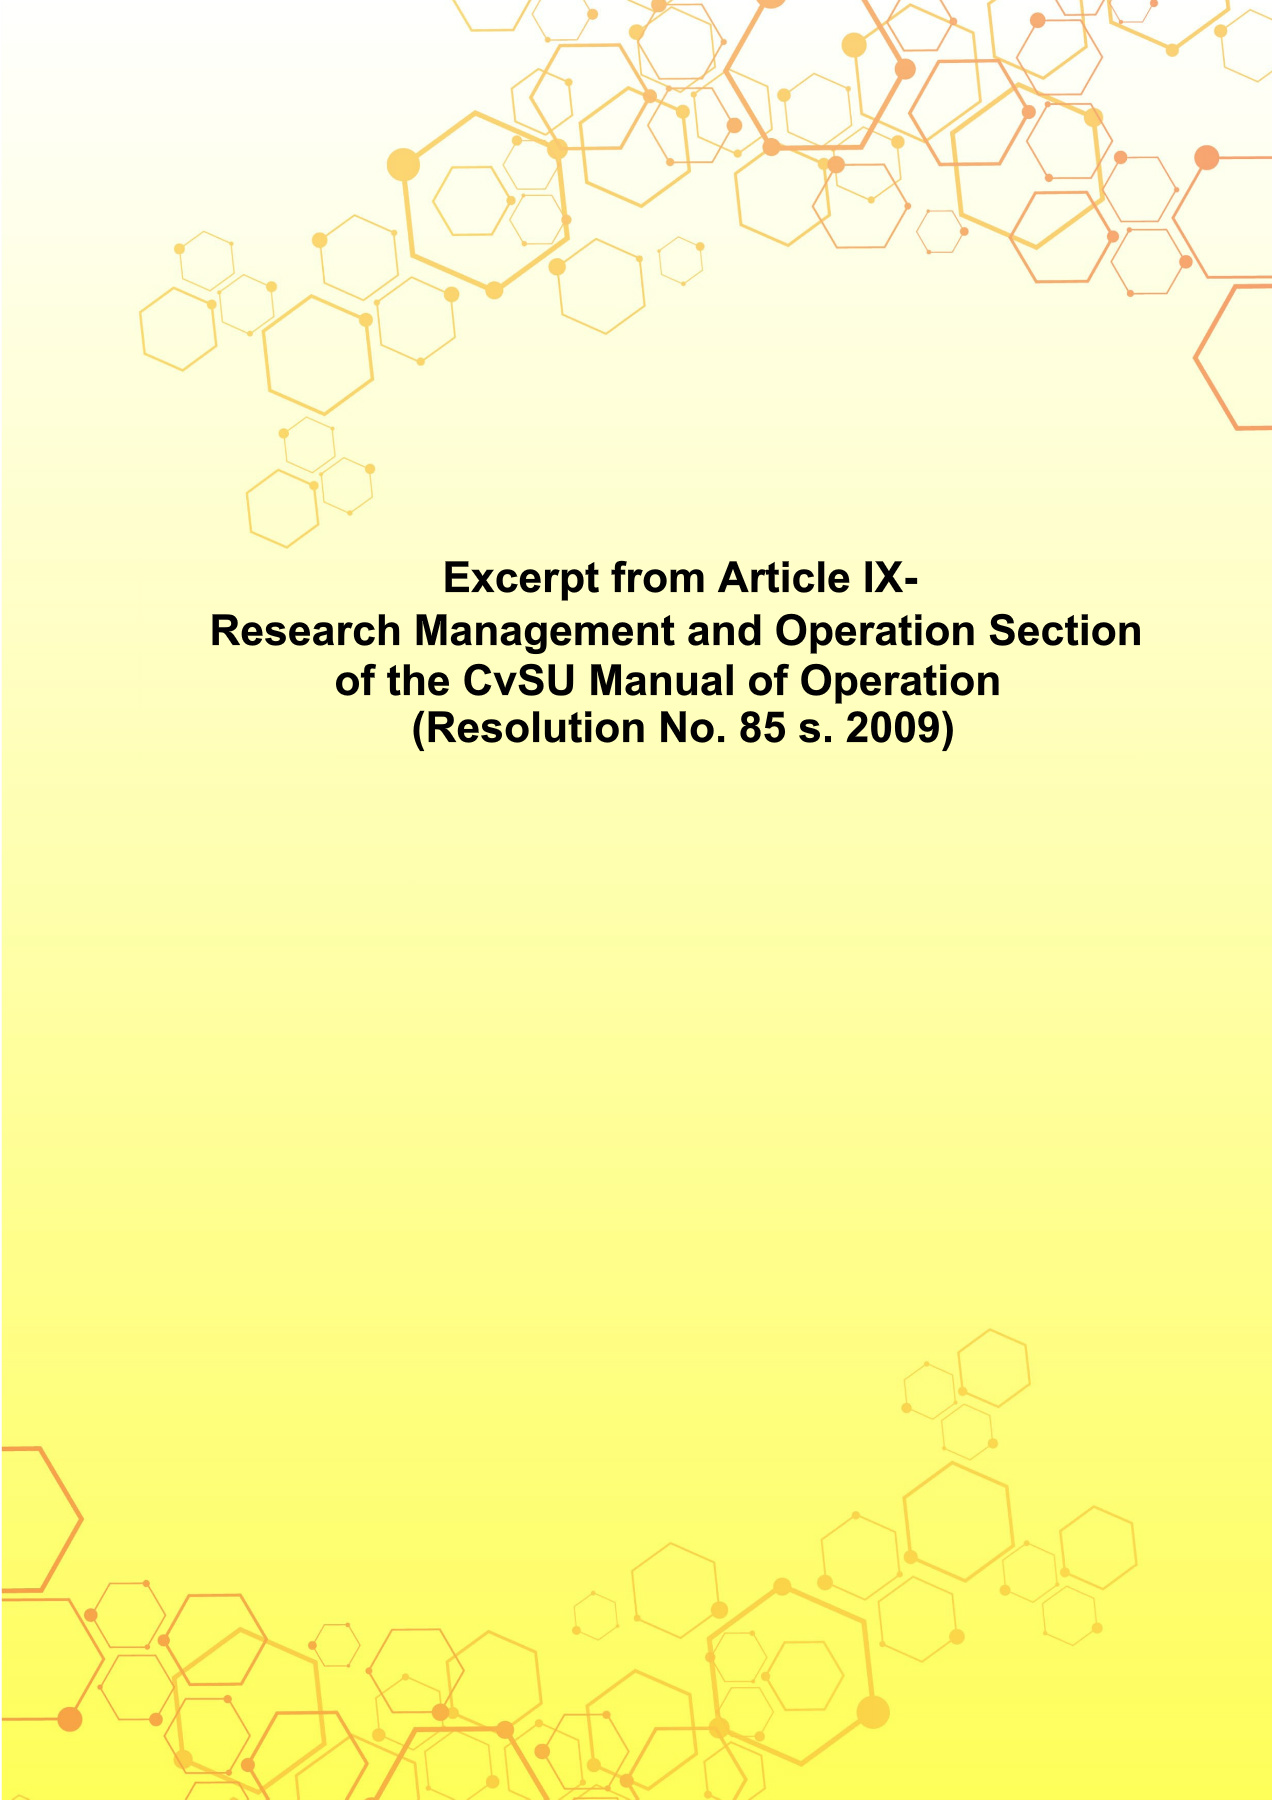 Excerpt from Article IX-
Research Management and Operation Section
of the CvSU Manual of Operation
(Resolution No. 85 s. 2009)